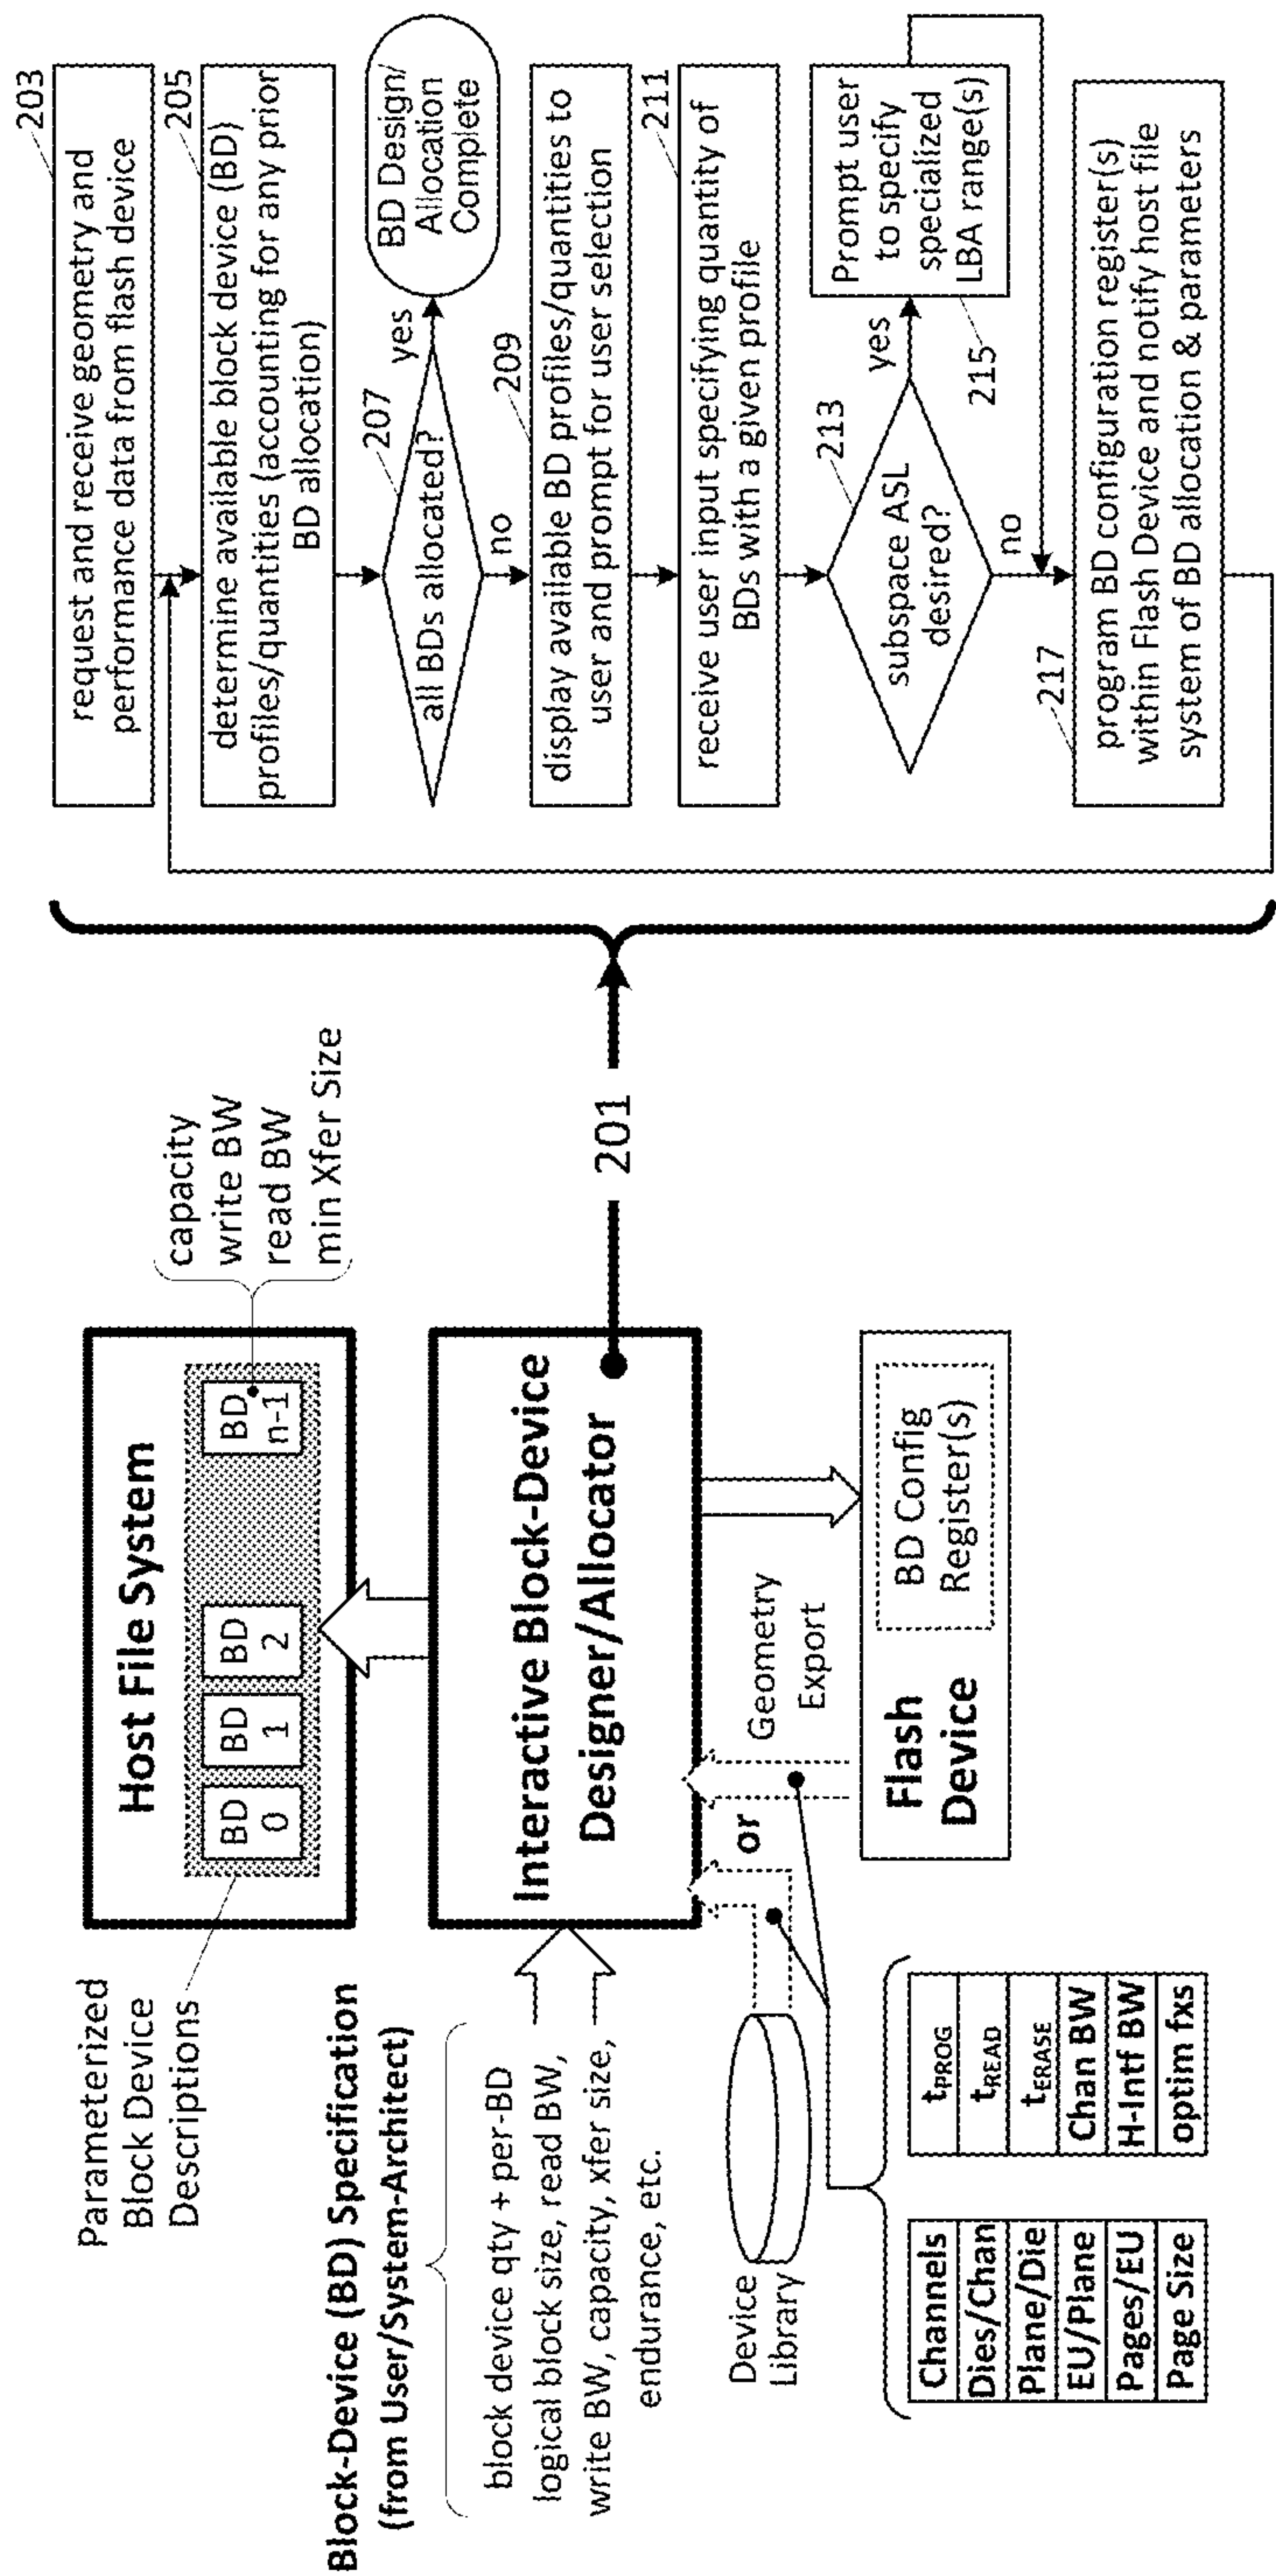 Parameterized
Block Device
Descriptions
Host File System
BD
0
BD
1
BD
2
BD
n-1
capacity
write BW
read BW
min Xfer Size
Block-Device (BD) Specification
(from User/System-Architect)
block device qty + per-BD
logical block size, read BW,
write BW, capacity, xfer size,
endurance, etc.
Interactive Block-Device
Designer/Allocator
201
Device
Library
or
Geometry
Export
Flash
Device
BD Config
Register(s)
Channels
Dies/Chan
Plane/Die
EU/Plane
Pages/EU
Page Size
tPROG
tREAD
tERASE
Chan BW
H-Intf BW
optim fxs
203
request and receive geometry and
performance data from flash device
205
determine available block device (BD)
profiles/quantities (accounting for any prior
BD allocation)
207
all BDs allocated?
yes
BD Design/
Allocation
Complete
no
209
display available BD profiles/quantities to
user and prompt for user selection
211
receive user input specifying quantity of
BDs with a given profile
213
subspace ASL
desired?
yes
Prompt user
to specify
specialized
LBA range(s)
215
no
217
program BD configuration register(s)
within Flash Device and notify host file
system of BD allocation & parameters